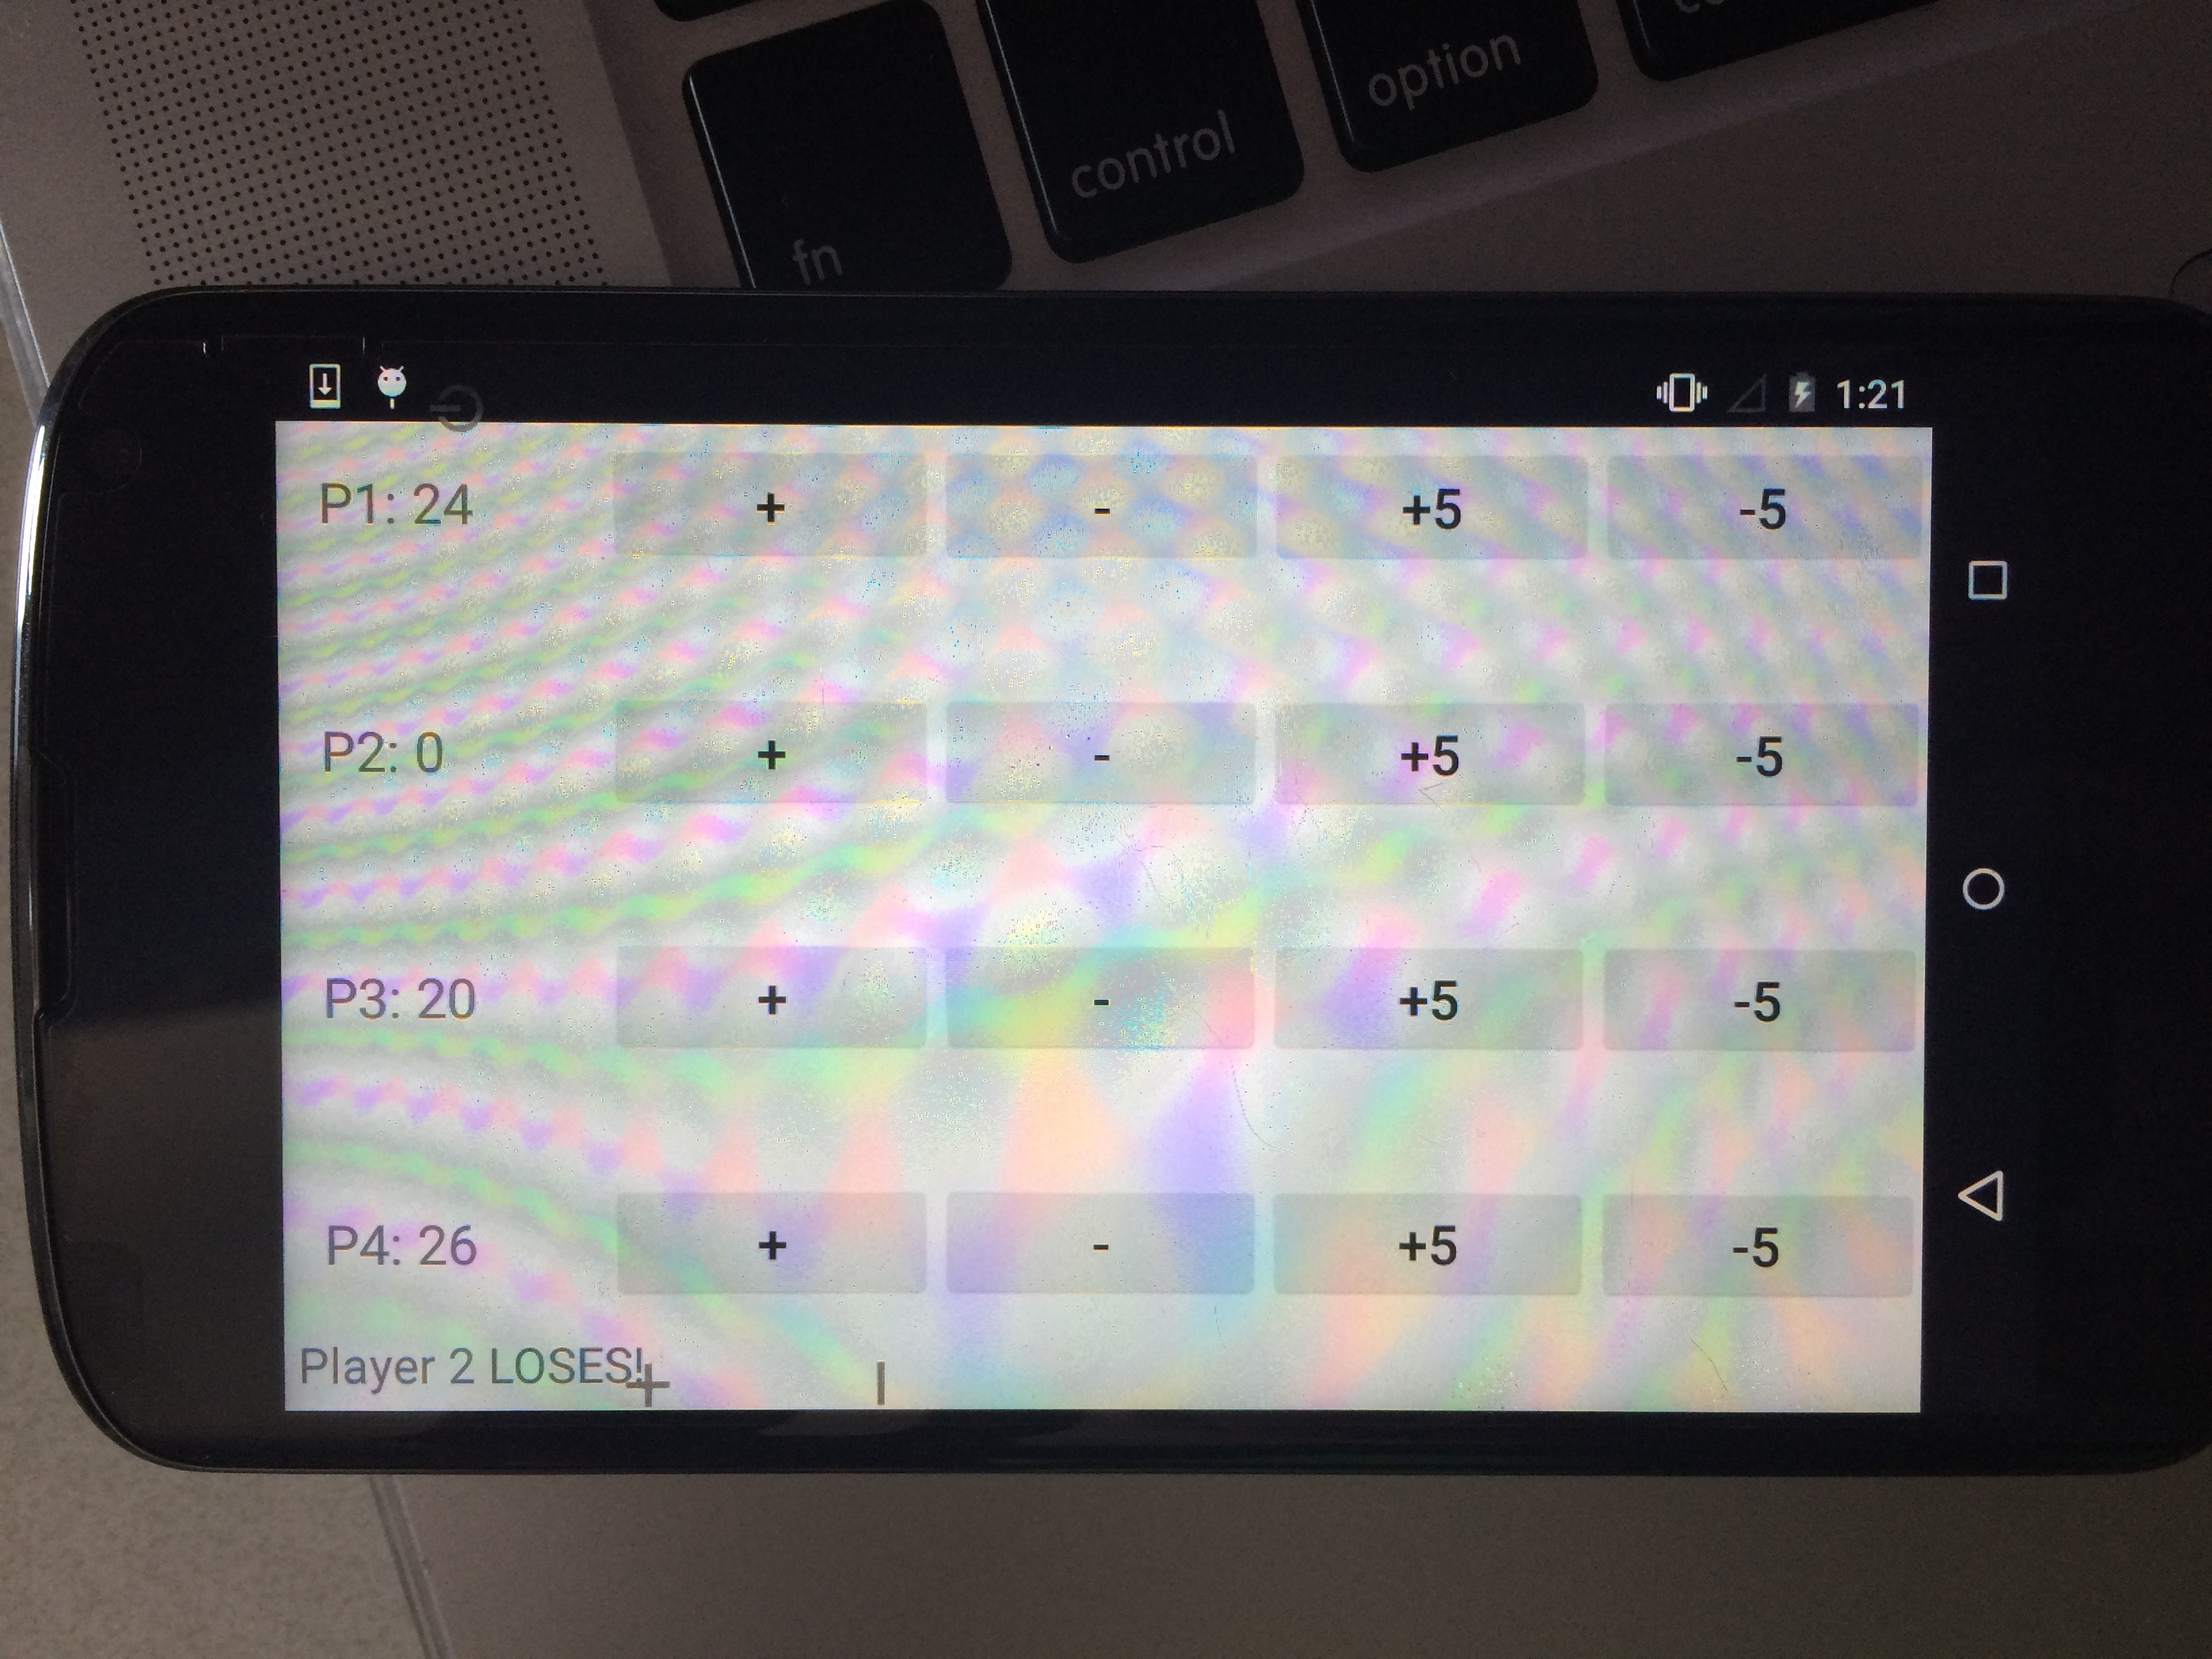 option
control
fn
1:21
P1: 24 + - +5 -5
P2: 0 + - +5 -5
P3: 20 + - +5 -5
P4: 26 + - +5 -5
Player 2 LOSES!